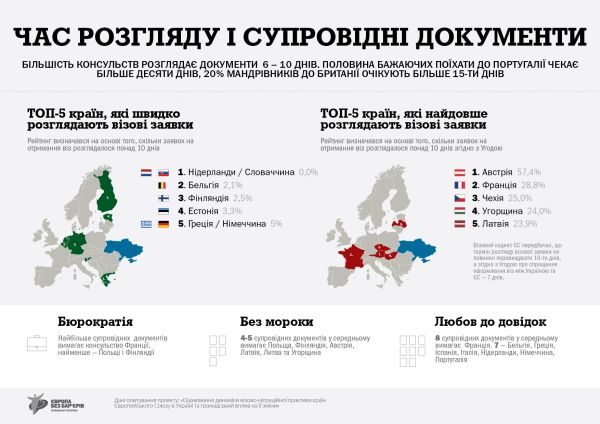 ЧАС РОЗГЛЯДУ І СУПРОВІДНІ ДОКУМЕНТИ
БІЛЬШІСТЬ КОНСУЛЬСТВ РОЗГЛЯДАЄ ДОКУМЕНТИ 6 – 10 ДНІВ. ПОЛОВИНА БАЖАЮЧИХ ПОЇХАТИ ДО ПОРТУГАЛІЇ ЧЕКАЄ
БІЛЬШЕ ДЕСЯТИ ДНІВ, 20% МАНДРІВНИКІВ ДО БРИТАНІЇ ОЧІКУЮТЬ БІЛЬШЕ 15-ТИ ДНІВ
ТОП-5 країн, які швидко
розглядають візові заявки
Рейтинг визначався на основі того, скільки заявок на
отримання віз розглядалося понад 10 днів
1. Нідерланди / Словаччина 0,0%
2. Бельгія 2,1%
3. Фінляндія 2,5%
4. Естонія 3,3%
5. Греція / Німеччина 5%
ТОП-5 країн, які найдовше
розглядають візові заявки
Рейтинг визначався на основі того, скільки заявок на
отримання віз розглядалося понад 10 днів згідно з Угодою
1. Австрія 57,4%
2. Франція 28,8%
3. Чехія 25,0%
4. Угорщина 24,0%
5. Латвія 23,9%
Візовий кодекс ЄС передбачає, що
термін розгляду візової заявки не
повинен перевищувати 10-ти днів,
а згідно з Угодою про спрощення
оформлення віз між Україною та
ЄС – 7 днів.
Бюрократія
Найбільше супровідних документів
вимагає консульство Франції,
найменше – Польщі і Фінляндії
Без мороки
4-5 супровідних документів у середньому
вимагає Польща, Фінляндія, Австрія,
Латвія, Литва та Угорщина
Любов до довідок
8 супровідних документів у середньому
вимагає Франція. 7 – Бельгія, Греція,
Іспанія, Італія, Нідерланди, Німеччина,
Португалія
ЄВРОПА
БЕЗ БАР'ЄРІВ
Дані опитування проекту: «Оцінювання динаміки візово-міграційної практики країн
Європейського Союзу в Україні та громадський вплив на її зміни»